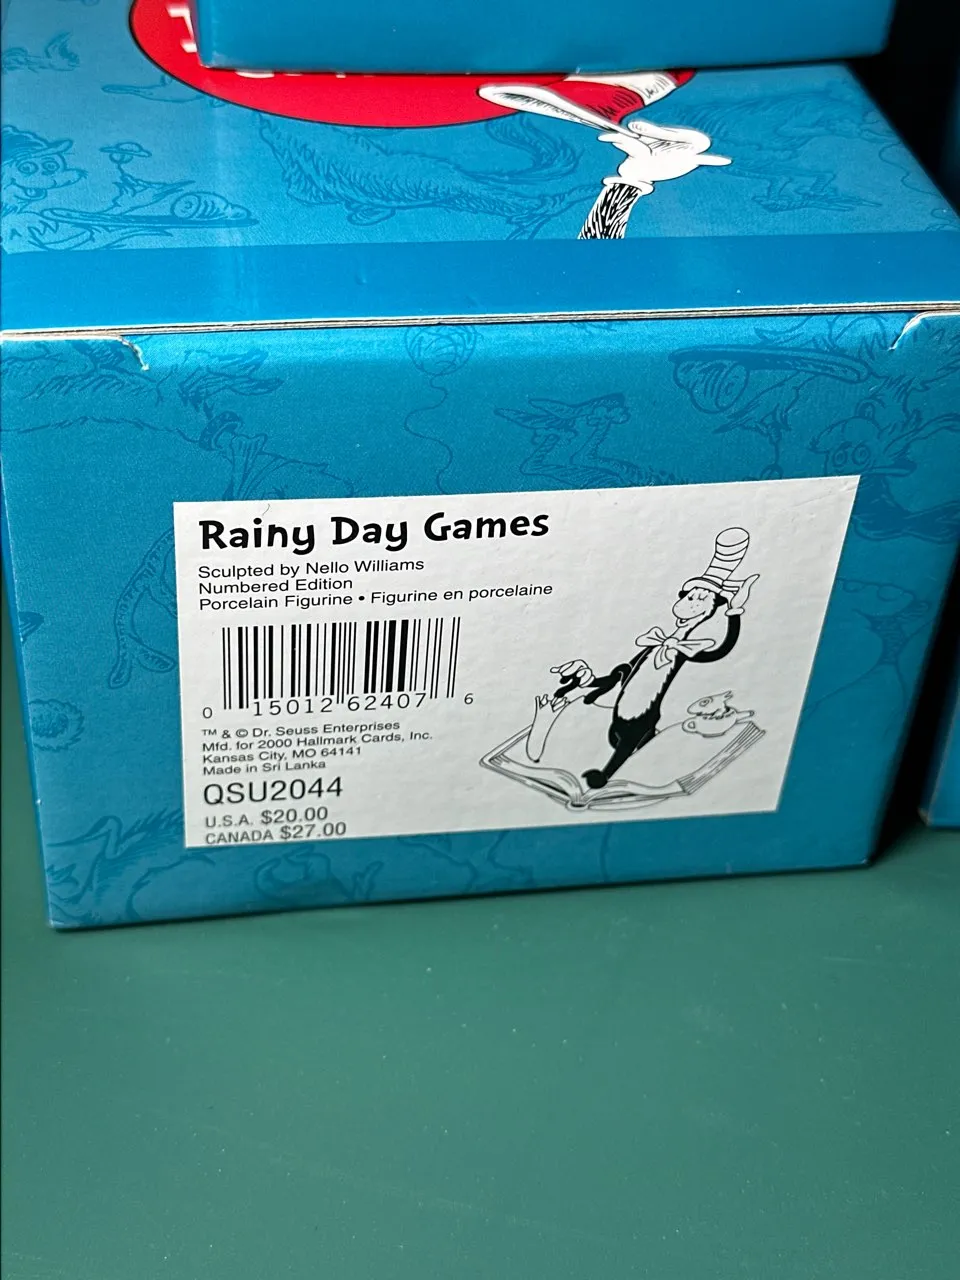 Rainy Day Games
Sculpted by Nello Williams
Numbered Edition
Porcelain Figurine • Figurine en porcelaine
0 15012 62407 6
TM & © Dr. Seuss Enterprises
Mfd. for 2000 Hallmark Cards, Inc.
Kansas City, MO 64141
Made in Sri Lanka
QSU2044
U.S.A. $20.00
CANADA $27.00